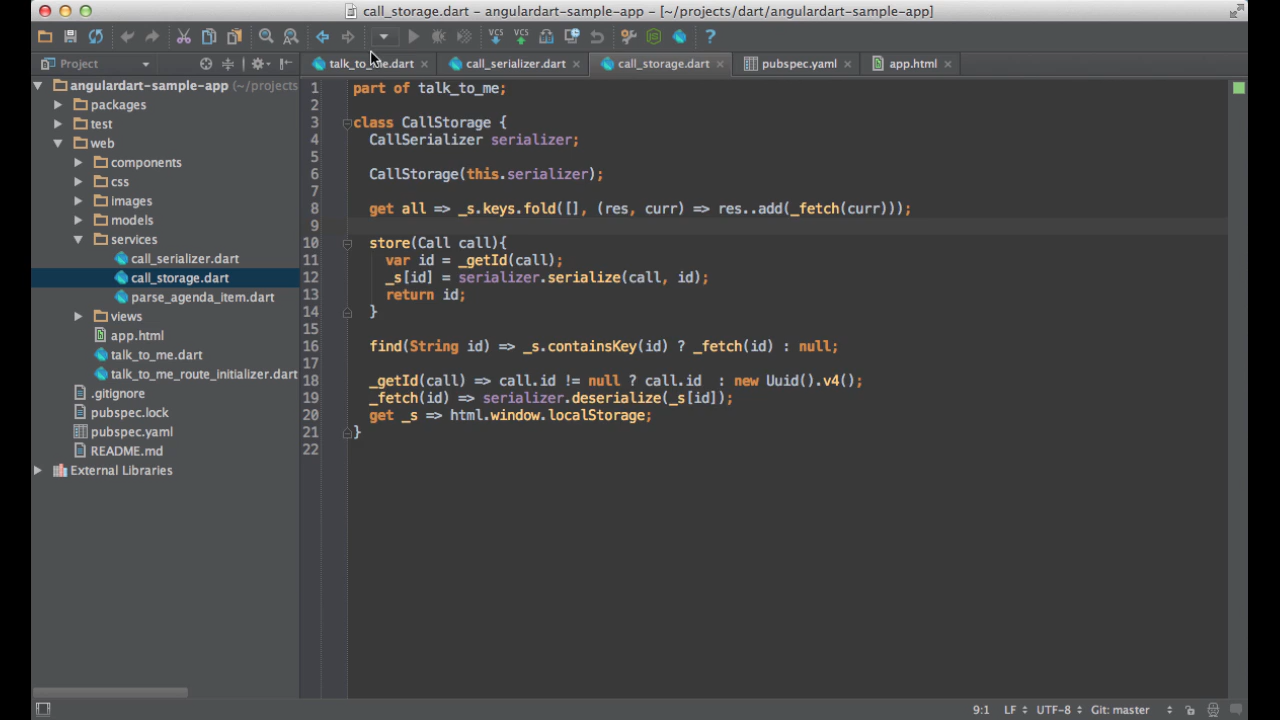 call_storage.dart – angulardart-sample-app – [~/projects/dart/angulardart-sample-app]
VCS VCS ?
Project talk_to_me.dart call_serializer.dart call_storage.dart pubspec.yaml app.html
angulardart-sample-app (~/projects
packages
test
web
components
css
images
models
services
call_serializer.dart
call_storage.dart
parse_agenda_item.dart
views
app.html
talk_to_me.dart
talk_to_me_route_initializer.dart
.gitignore
pubspec.lock
pubspec.yaml
README.md
External Libraries
1 part of talk_to_me;
2
3 class CallStorage {
4   CallSerializer serializer;
5
6   CallStorage(this.serializer);
7
8   get all => _s.keys.fold([], (res, curr) => res..add(_fetch(curr)));
9
10   store(Call call){
11     var id = _getId(call);
12     _s[id] = serializer.serialize(call, id);
13     return id;
14   }
15
16   find(String id) => _s.containsKey(id) ? _fetch(id) : null;
17
18   _getId(call) => call.id != null ? call.id  : new Uuid().v4();
19   _fetch(id) => serializer.deserialize(_s[id]);
20   get _s => html.window.localStorage;
21 }
22
9:1 LF UTF-8 Git: master